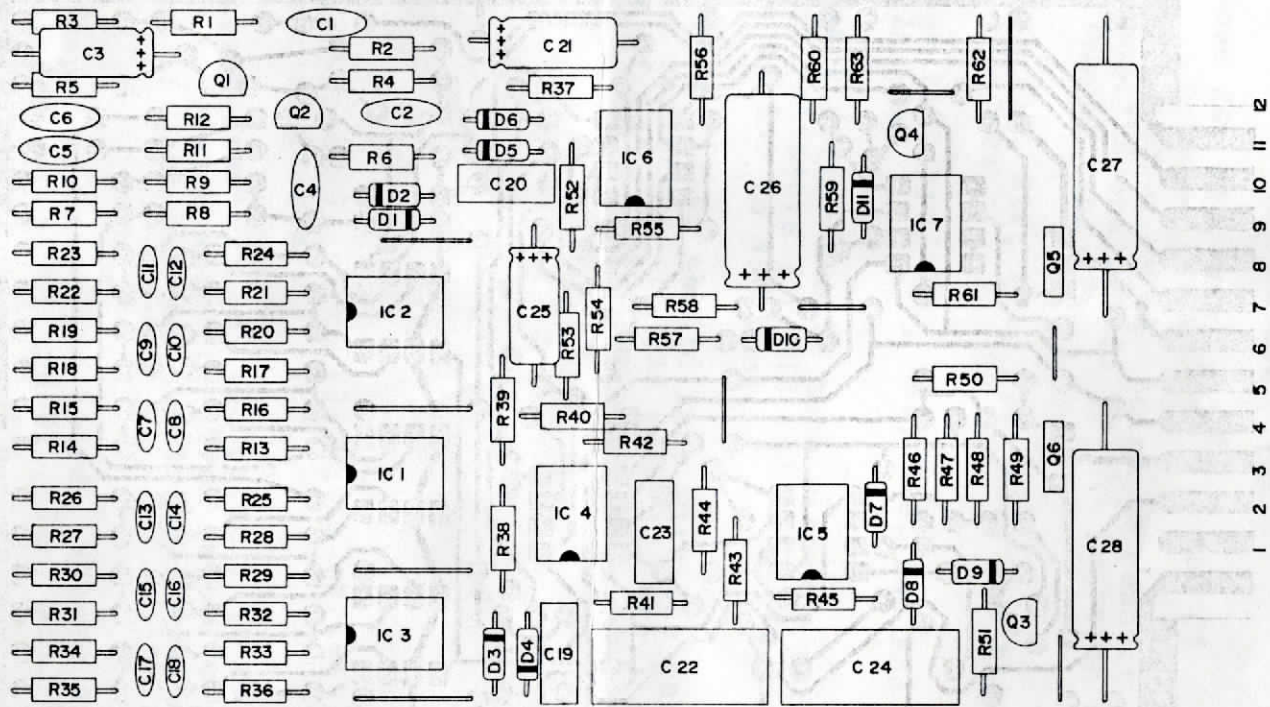 R3
R1
C1
C3
R2
C21
R56
R60
R63
R62
R5
Q1
R4
R37
C27
C6
R12
Q2
C2
D6
IC 6
C26
Q4
12
C5
R11
R6
D5
11
R10
R9
C4
D2
C20
R52
R59
D11
10
R7
R8
D1
R55
IC 7
9
R23
C11
C12
R24
Q5
8
R22
R21
IC 2
C25
R53
R54
R58
R61
7
R19
C9
C10
R20
R57
D10
6
R18
R17
R39
R50
5
R15
C7
C8
R16
R40
4
R14
R13
R42
R46
R47
R48
R49
Q6
IC 1
3
R26
C13
C14
R25
R38
IC 4
C23
R44
IC 5
D7
2
R27
R28
R43
C28
1
R30
C15
C16
R29
D8
D9
R31
R32
IC 3
R41
R45
Q3
R34
C17
C18
R33
D3
D4
C19
C22
C24
R51
R35
R36